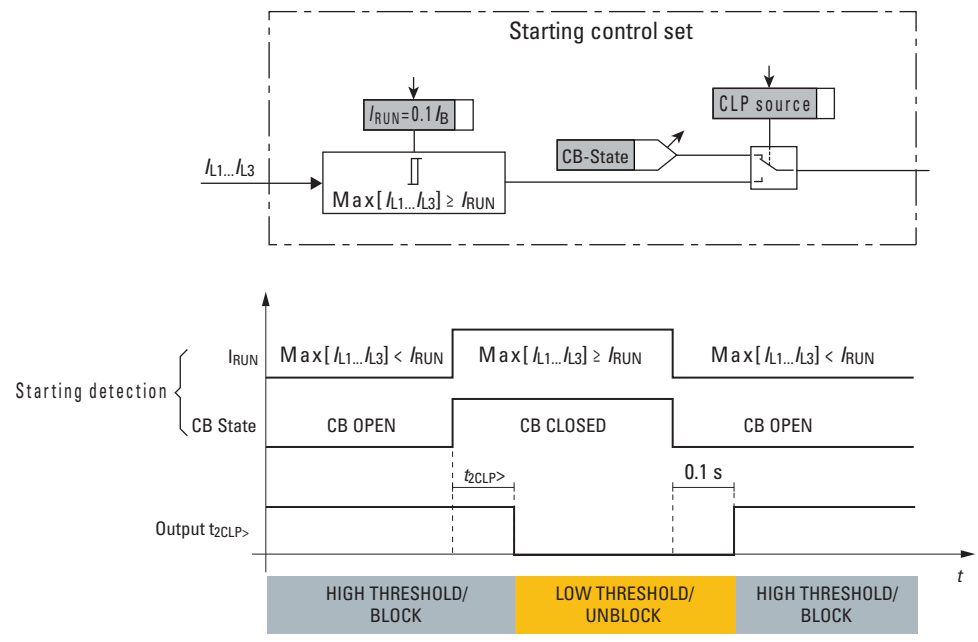 Starting control set
CLP source
IRUN=0.1 IB
CB-State
IL1...IL3
Max[ IL1...IL3] ≥ IRUN
IRUN
Max[ IL1...IL3] < IRUN
Max[ IL1...IL3] ≥ IRUN
Max[ IL1...IL3] < IRUN
Starting detection
CB State
CB OPEN
CB CLOSED
CB OPEN
t2CLP>
0.1 s
Output t2CLP>
t
HIGH THRESHOLD/
BLOCK
LOW THRESHOLD/
UNBLOCK
HIGH THRESHOLD/
BLOCK